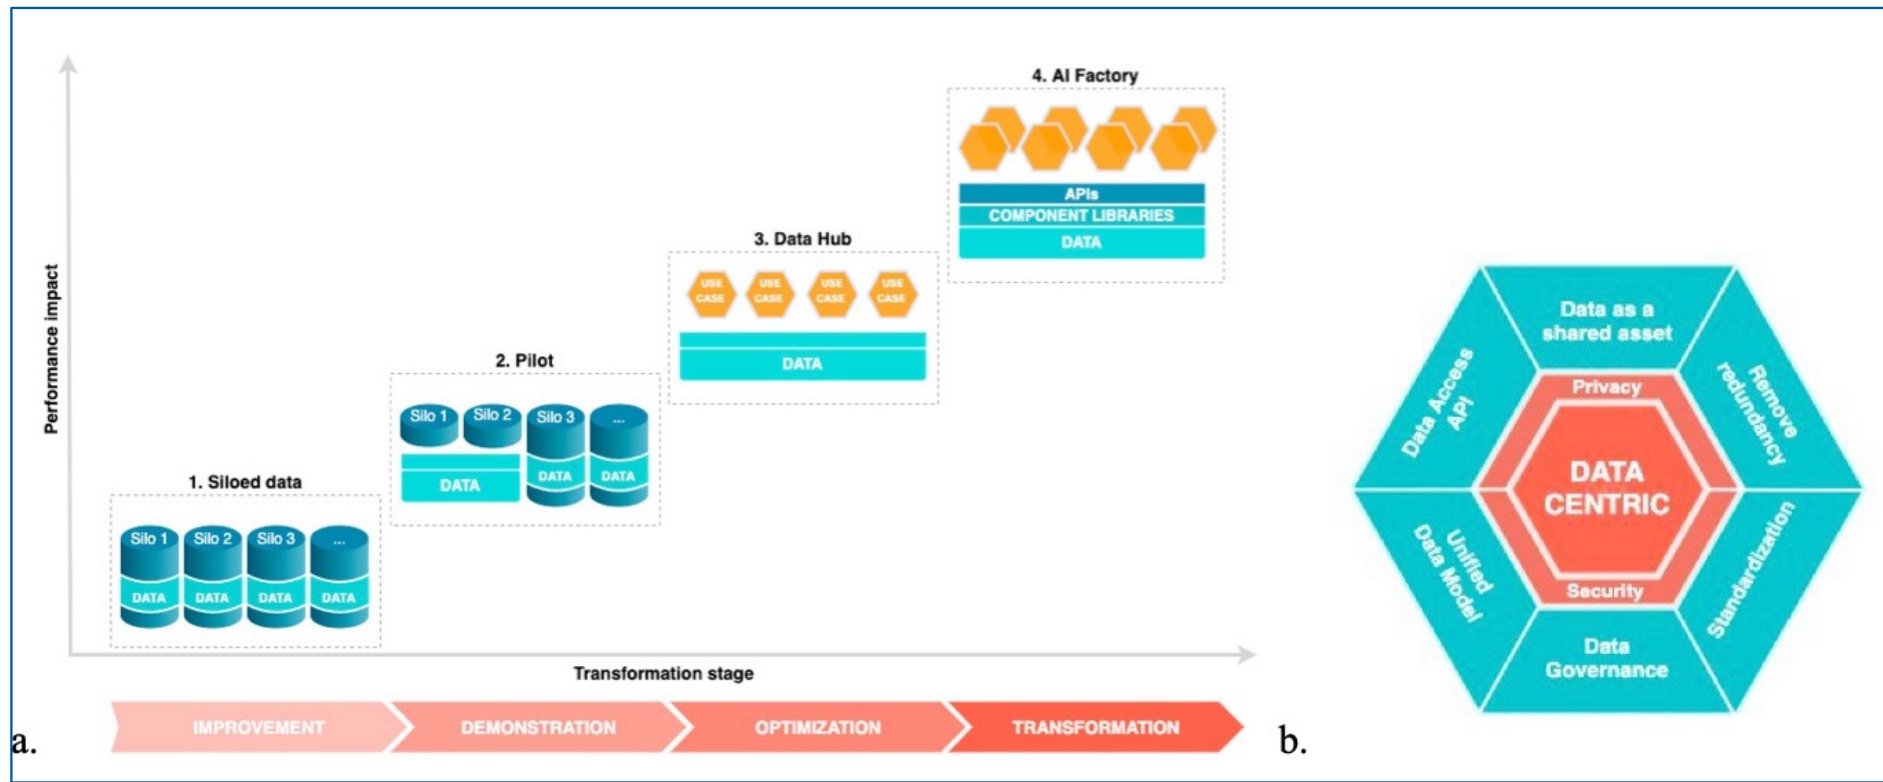 4. AI Factory
APIs
COMPONENT LIBRARIES
DATA
3. Data Hub
USE
CASE
USE
CASE
USE
CASE
USE
CASE
DATA
2. Pilot
Silo 1
Silo 2
Silo 3
...
DATA
DATA
DATA
1. Siloed data
Silo 1
Silo 2
Silo 3
...
DATA
DATA
DATA
DATA
Performance impact
Transformation stage
IMPROVEMENT
DEMONSTRATION
OPTIMIZATION
TRANSFORMATION
a.
Data as a
shared asset
Remove
redundancy
Standardization
Data
Governance
Unified
Data Model
Data Access
API
Privacy
DATA
CENTRIC
Security
b.